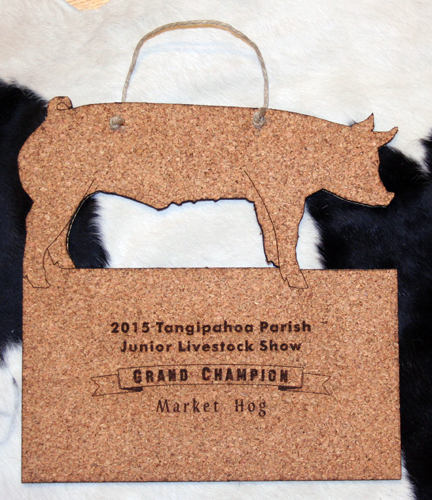 2015 Tangipahoa Parish
Junior Livestock Show
GRAND CHAMPION
Market Hog